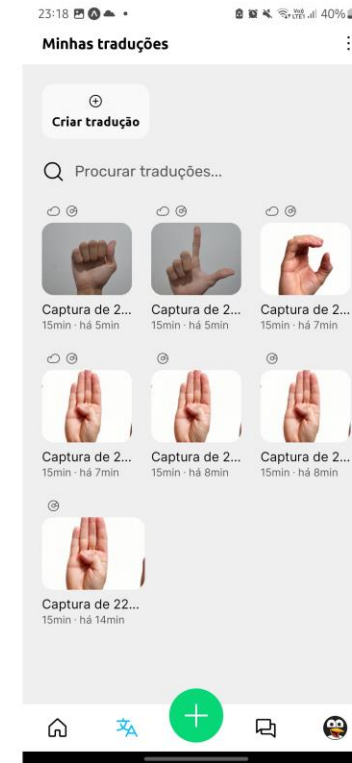 23:18
40%
Minhas traduções
Criar tradução
Procurar traduções...
Captura de 2... Captura de 2... Captura de 2...
15min · há 5min 15min · há 5min 15min · há 7min
Captura de 2... Captura de 2... Captura de 2...
15min · há 7min 15min · há 8min 15min · há 8min
Captura de 22...
15min · há 14min